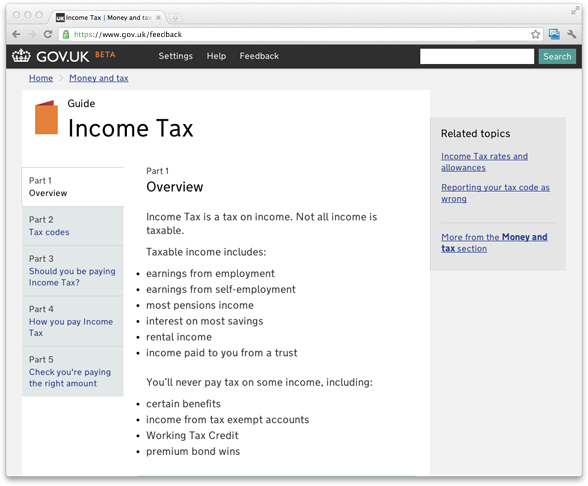 UK Income Tax | Money and tax
https://www.gov.uk/feedback
GOV.UK BETA Settings Help Feedback Search
Home Money and tax
Guide
Income Tax
Part 1
Overview
Part 2
Tax codes
Part 3
Should you be paying
Income Tax?
Part 4
How you pay Income
Tax
Part 5
Check you're paying
the right amount
Part 1
Overview
Income Tax is a tax on income. Not all income is
taxable.
Taxable income includes:
• earnings from employment
• earnings from self-employment
• most pensions income
• interest on most savings
• rental income
• income paid to you from a trust
You'll never pay tax on some income, including:
• certain benefits
• income from tax exempt accounts
• Working Tax Credit
• premium bond wins
Related topics
Income Tax rates and
allowances
Reporting your tax code as
wrong
More from the Money and
tax section